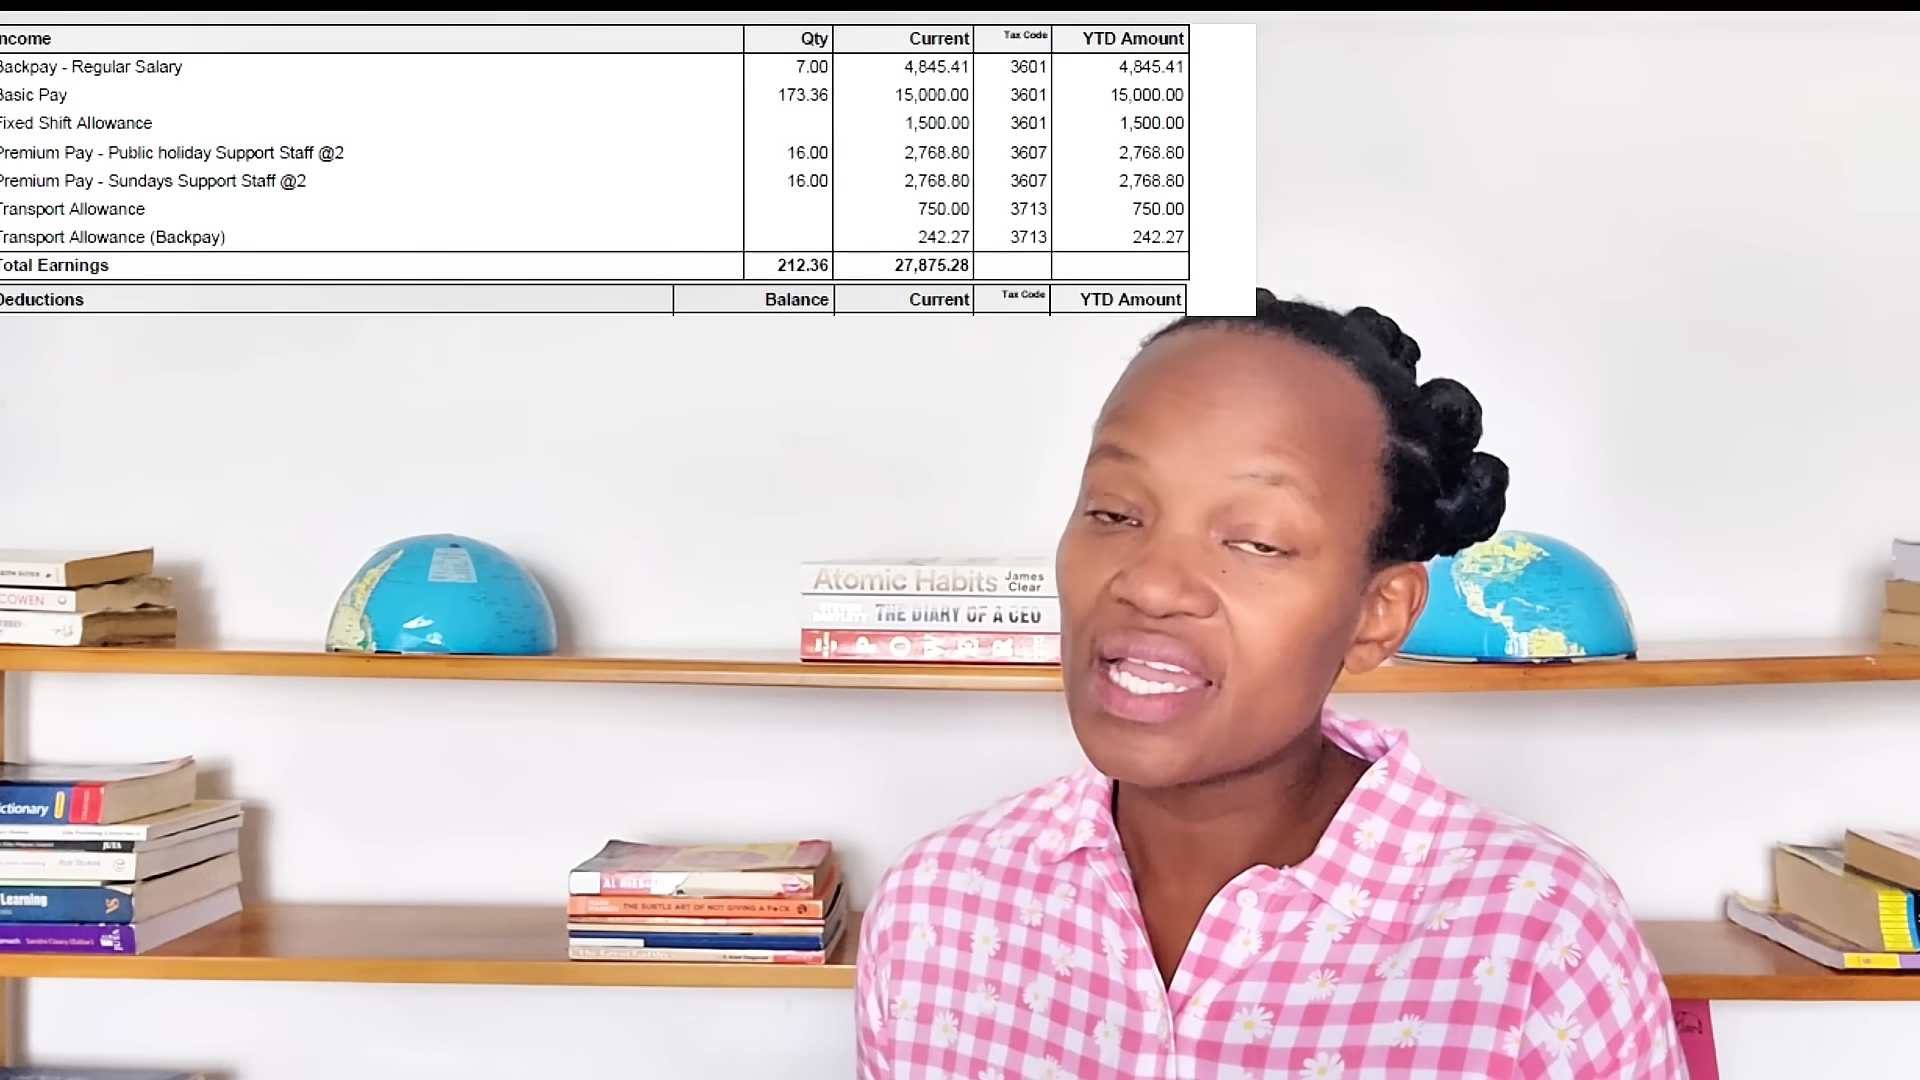 ncome Qty Current Tax Code YTD Amount
Backpay - Regular Salary 7.00 4,845.41 3601 4,845.41
Basic Pay 173.36 15,000.00 3601 15,000.00
Fixed Shift Allowance 1,500.00 3601 1,500.00
Premium Pay - Public holiday Support Staff @2 16.00 2,768.80 3607 2,768.80
Premium Pay - Sundays Support Staff @2 16.00 2,768.80 3607 2,768.80
Transport Allowance 750.00 3713 750.00
Transport Allowance (Backpay) 242.27 3713 242.27
Total Earnings 212.36 27,875.28
Deductions Balance Current Tax Code YTD Amount
COWEN
Atomic Habits James Clear
THE DIARY OF A CEO
POWER
ctionary
JUTA
Learning
THE SUBTLE ART OF NOT GIVING A F*CK